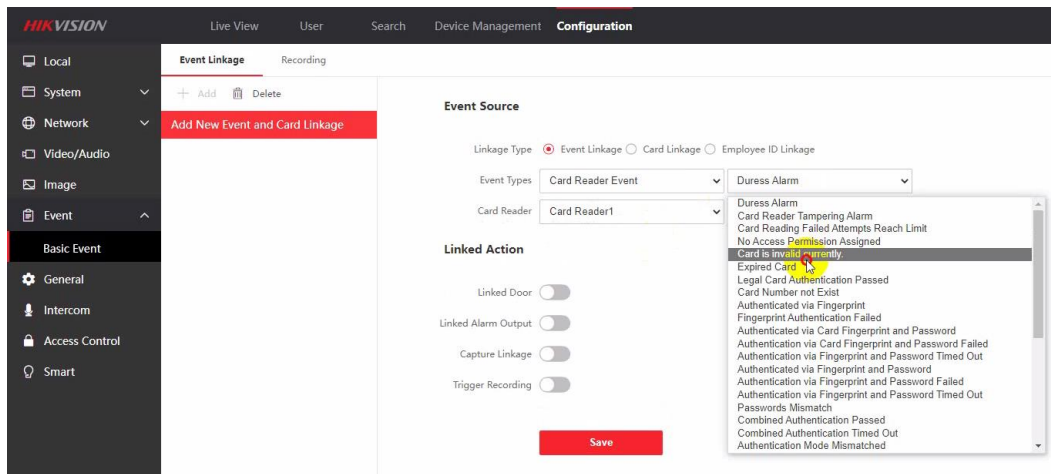 HIKVISION
Live View User Search Device Management Configuration
Local
System
Network
Video/Audio
Image
Event
Basic Event
General
Intercom
Access Control
Smart
Event Linkage Recording
Add Delete
Add New Event and Card Linkage
Event Source
Linkage Type Event Linkage Card Linkage Employee ID Linkage
Event Types Card Reader Event Duress Alarm
Card Reader Card Reader1
Duress Alarm
Card Reader Tampering Alarm
Card Reading Failed Attempts Reach Limit
No Access Permission Assigned
Card is invalid currently.
Expired Card
Legal Card Authentication Passed
Card Number not Exist
Authenticated via Fingerprint
Fingerprint Authentication Failed
Authenticated via Card Fingerprint and Password
Authentication via Card Fingerprint and Password Failed
Authentication via Fingerprint and Password Timed Out
Authenticated via Fingerprint and Password
Authentication via Fingerprint and Password Failed
Authentication via Fingerprint and Password Timed Out
Passwords Mismatch
Combined Authentication Passed
Combined Authentication Timed Out
Authentication Mode Mismatched
Linked Action
Linked Door
Linked Alarm Output
Capture Linkage
Trigger Recording
Save